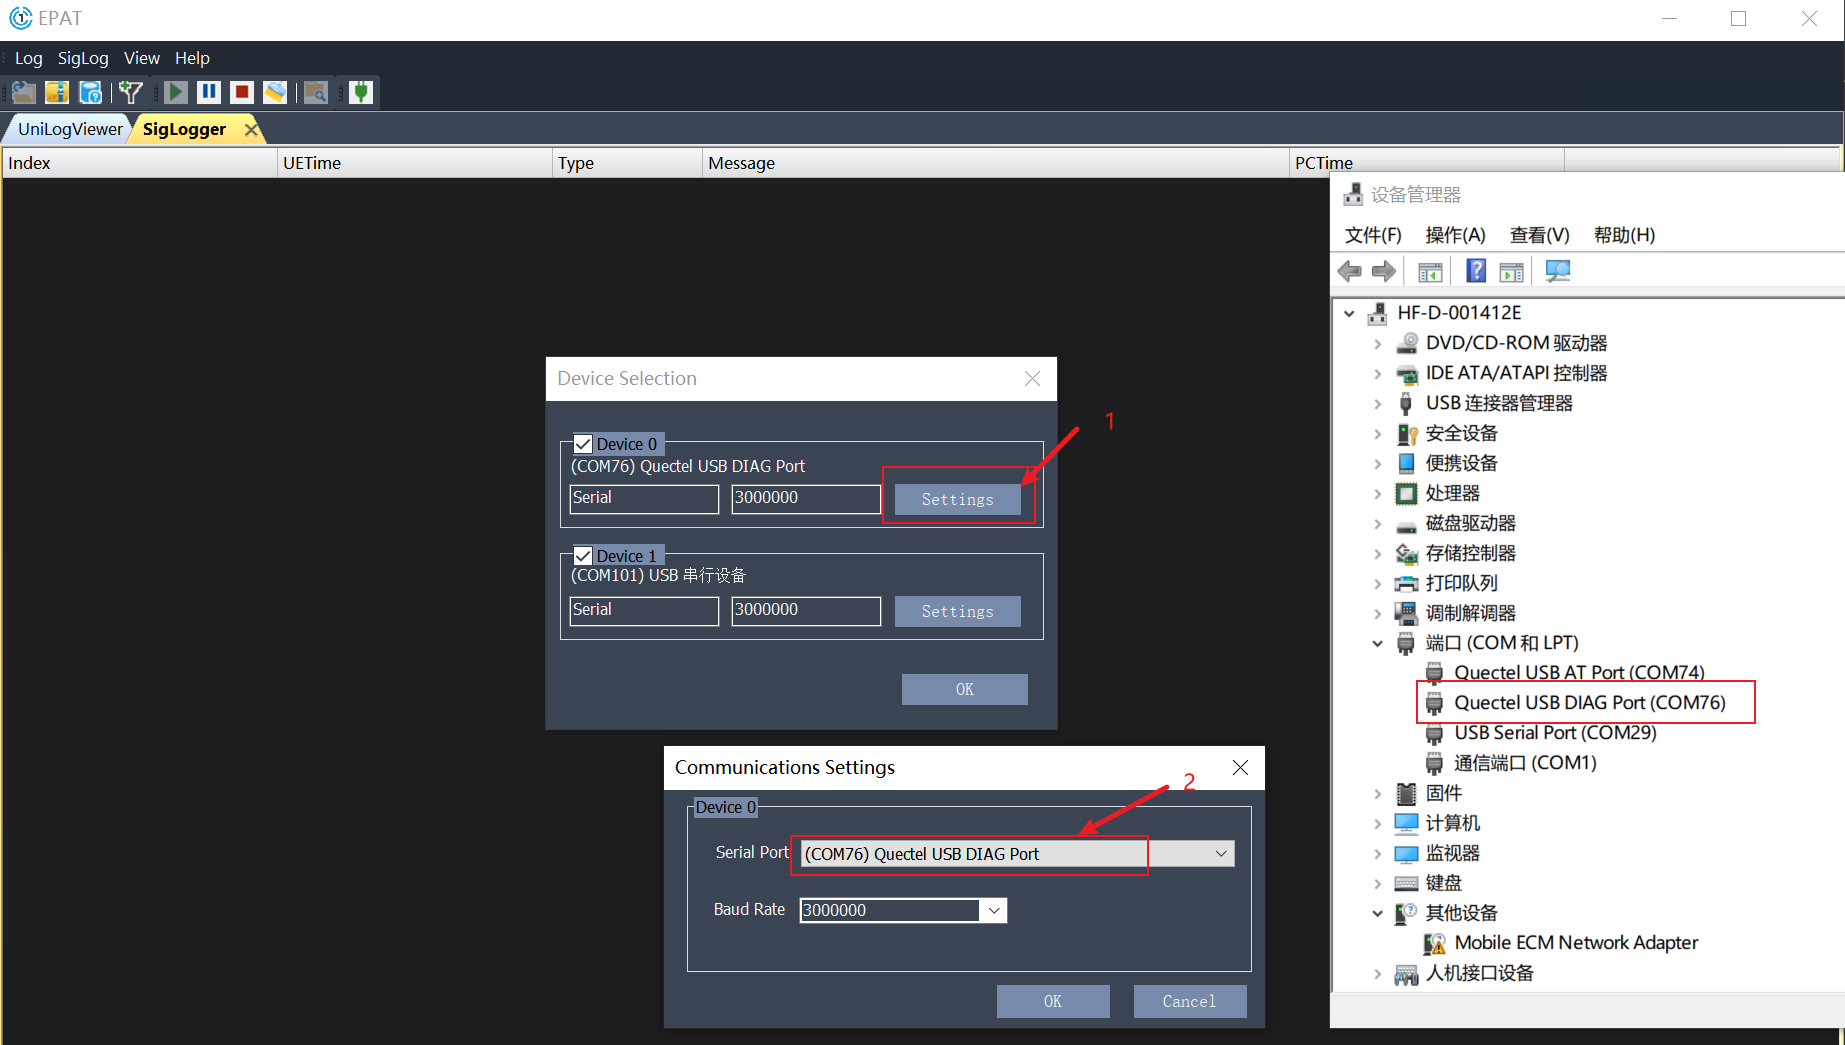 EPAT
Log SigLog View Help
UniLogViewer SigLogger
Index UETime Type Message PCTime
设备管理器
文件(F) 操作(A) 查看(V) 帮助(H)
HF-D-001412E
DVD/CD-ROM 驱动器
IDE ATA/ATAPI 控制器
USB 连接器管理器
安全设备
便携设备
处理器
磁盘驱动器
存储控制器
打印队列
调制解调器
端口 (COM 和 LPT)
Quectel USB AT Port (COM74)
Quectel USB DIAG Port (COM76)
USB Serial Port (COM29)
通信端口 (COM1)
固件
计算机
监视器
键盘
其他设备
Mobile ECM Network Adapter
人机接口设备
Device Selection
1
Device 0
(COM76) Quectel USB DIAG Port
Serial 3000000 Settings
Device 1
(COM101) USB 串行设备
Serial 3000000 Settings
OK
Communications Settings
2
Device 0
Serial Port (COM76) Quectel USB DIAG Port
Baud Rate 3000000
OK Cancel